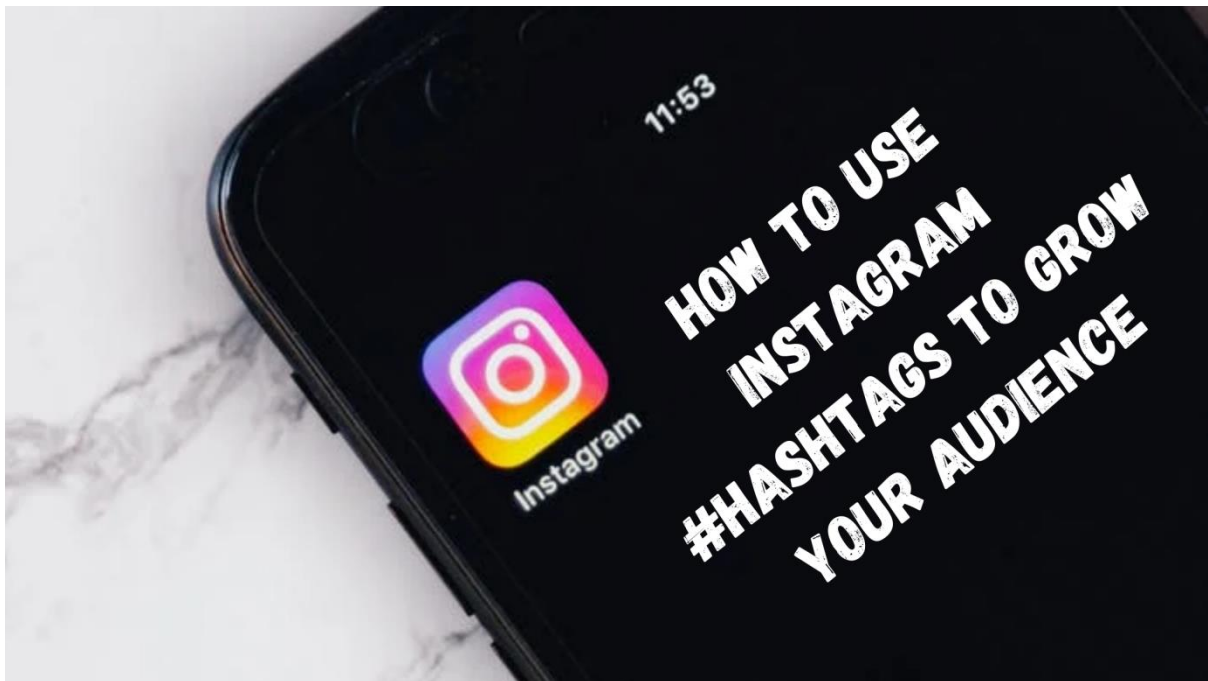 11:53
Instagram
HOW TO USE
INSTAGRAM
#HASHTAGS TO GROW
YOUR AUDIENCE